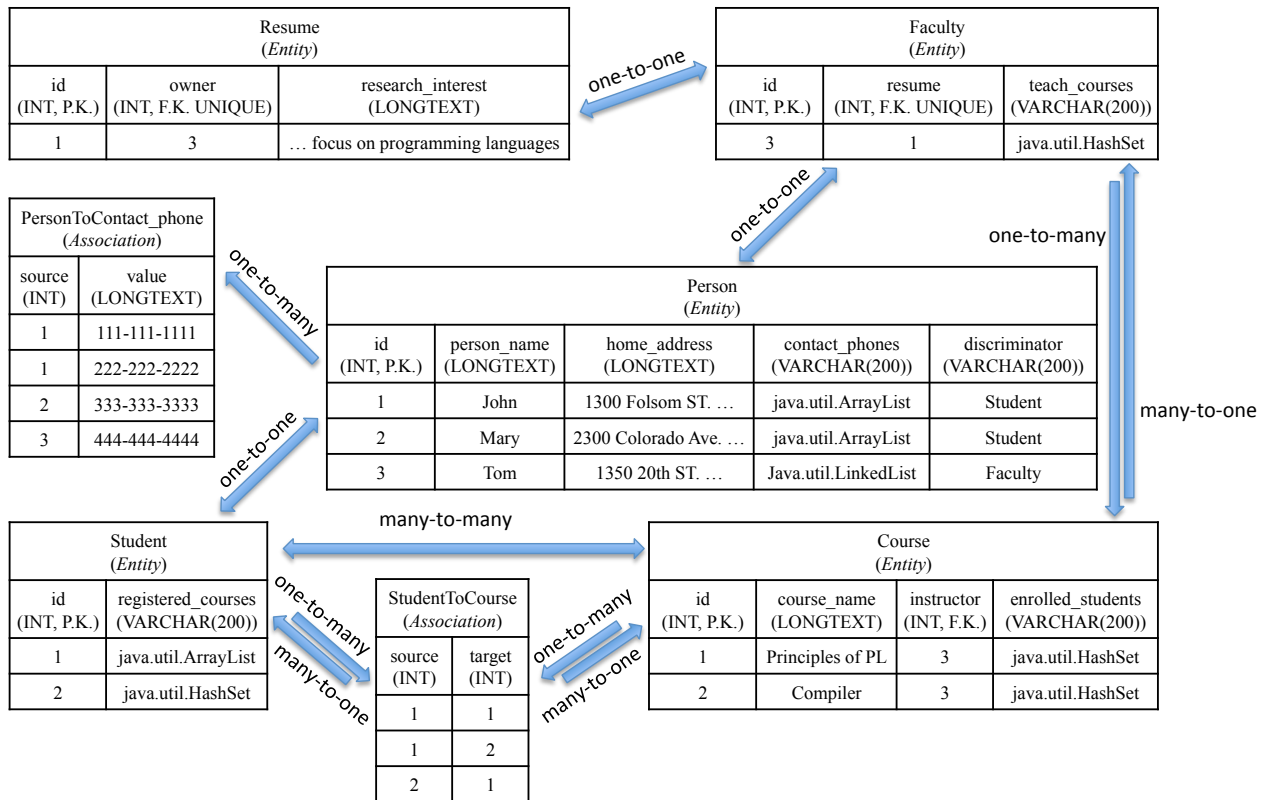 Resume
(Entity)
id
(INT, P.K.)
owner
(INT, F.K. UNIQUE)
research_interest
(LONGTEXT)
1
3
… focus on programming languages
one-to-one
Faculty
(Entity)
id
(INT, P.K.)
resume
(INT, F.K. UNIQUE)
teach_courses
(VARCHAR(200))
3
1
java.util.HashSet
one-to-one
one-to-many
many-to-one
PersonToContact_phone
(Association)
source
(INT)
value
(LONGTEXT)
1
111-111-1111
1
222-222-2222
2
333-333-3333
3
444-444-4444
one-to-many
Person
(Entity)
id
(INT, P.K.)
person_name
(LONGTEXT)
home_address
(LONGTEXT)
contact_phones
(VARCHAR(200))
discriminator
(VARCHAR(200))
1
John
1300 Folsom ST. …
java.util.ArrayList
Student
2
Mary
2300 Colorado Ave. …
java.util.ArrayList
Student
3
Tom
1350 20th ST. …
Java.util.LinkedList
Faculty
one-to-one
many-to-many
Student
(Entity)
id
(INT, P.K.)
registered_courses
(VARCHAR(200))
1
java.util.ArrayList
2
java.util.HashSet
one-to-many
many-to-one
StudentToCourse
(Association)
source
(INT)
target
(INT)
1
1
1
2
2
1
one-to-many
many-to-one
Course
(Entity)
id
(INT, P.K.)
course_name
(LONGTEXT)
instructor
(INT, F.K.)
enrolled_students
(VARCHAR(200))
1
Principles of PL
3
java.util.HashSet
2
Compiler
3
java.util.HashSet